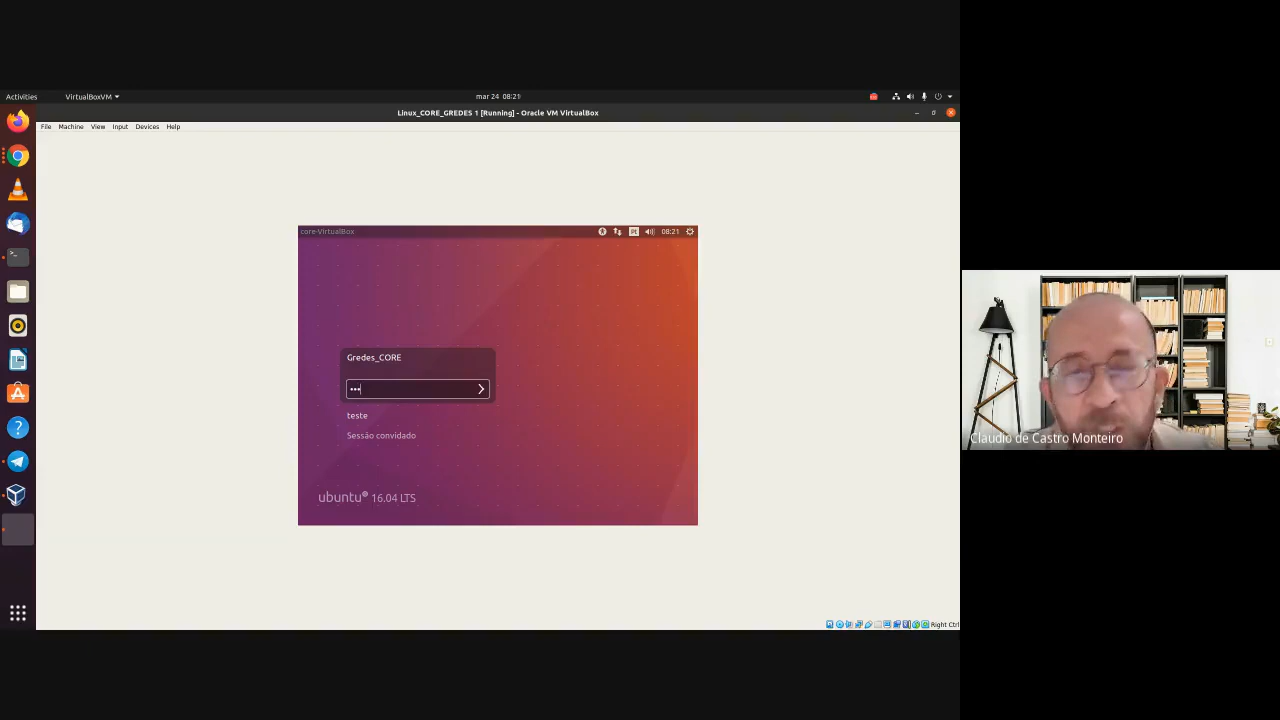 Activities
VirtualBoxVM
mar 24 08:21
Linux_CORE_GREDES 1 [Running] - Oracle VM VirtualBox
File Machine View Input Devices Help
core-VirtualBox
Pt
08:21
Gredes_CORE
teste
Sessão convidado
ubuntu® 16.04 LTS
Claudio de Castro Monteiro
Right Ctrl